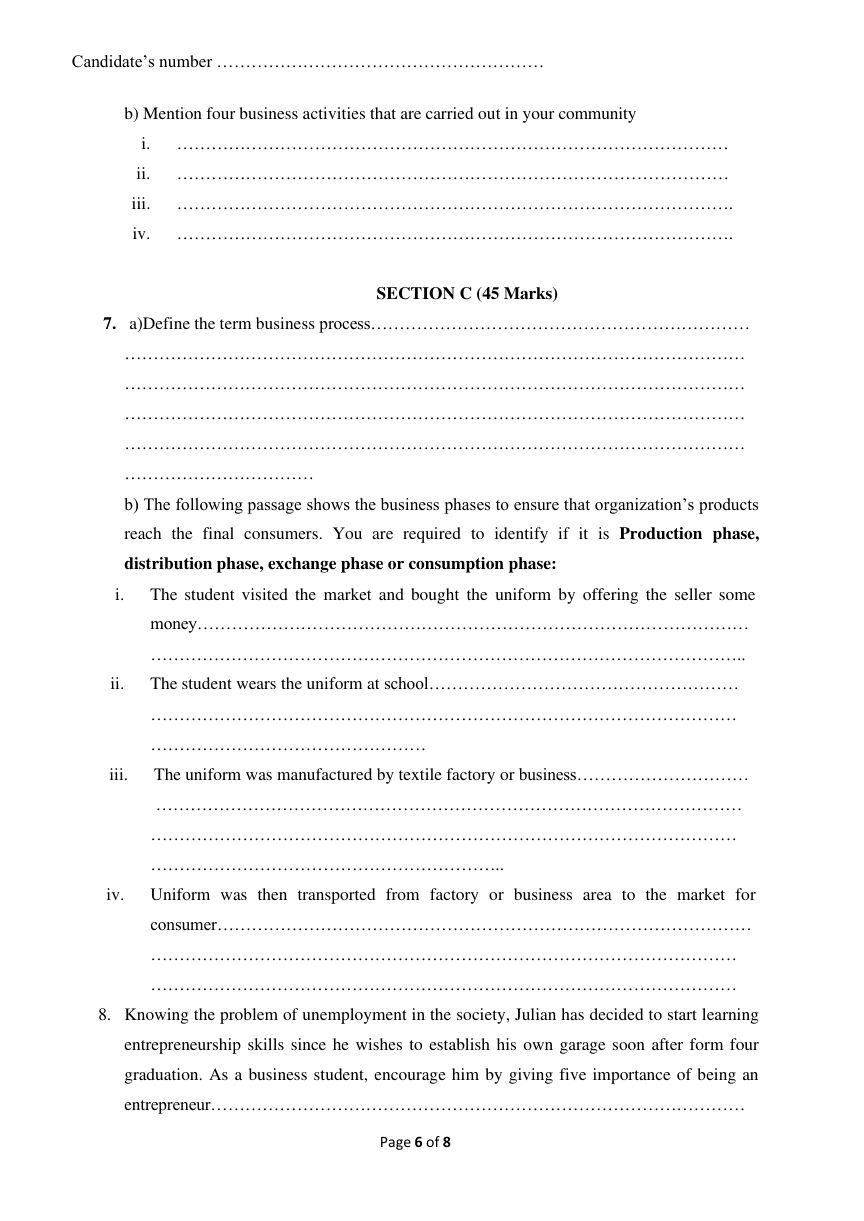 Candidate's number ……………………………………………………
b) Mention four business activities that are carried out in your community
i. ……………………………………………………………………………………
ii. ……………………………………………………………………………………
iii. …………………………………………………………………………………….
iv. …………………………………………………………………………………….
SECTION C (45 Marks)
7. a)Define the term business process…………………………………………………………
………………………………………………………………………………………………
………………………………………………………………………………………………
………………………………………………………………………………………………
………………………………………………………………………………………………
……………………………
b) The following passage shows the business phases to ensure that organization's products
reach the final consumers. You are required to identify if it is Production phase,
distribution phase, exchange phase or consumption phase:
i. The student visited the market and bought the uniform by offering the seller some
money……………………………………………………………………………………
…………………………………………………………………………………………..
ii. The student wears the uniform at school………………………………………………
…………………………………………………………………………………………
…………………………………………
iii. The uniform was manufactured by textile factory or business…………………………
…………………………………………………………………………………………
…………………………………………………………………………………………
……………………………………………………..
iv. Uniform was then transported from factory or business area to the market for
consumer…………………………………………………………………………………
…………………………………………………………………………………………
…………………………………………………………………………………………
8. Knowing the problem of unemployment in the society, Julian has decided to start learning
entrepreneurship skills since he wishes to establish his own garage soon after form four
graduation. As a business student, encourage him by giving five importance of being an
entrepreneur…………………………………………………………………………………
Page 6 of 8